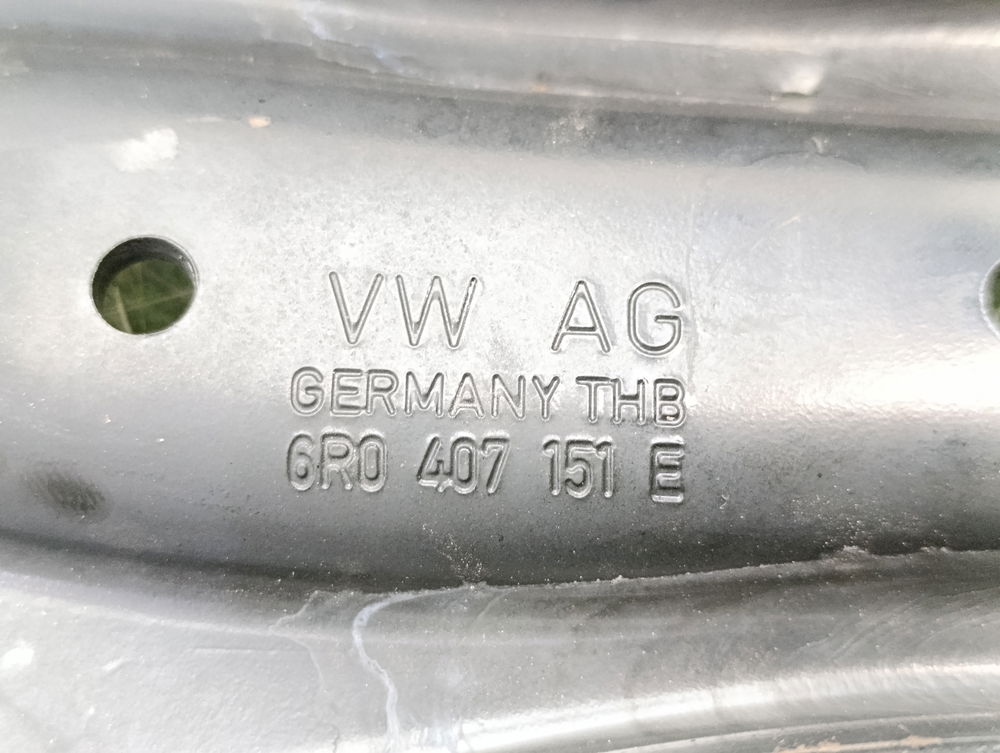 VW AG
GERMANY THB
6R0 407 151 E